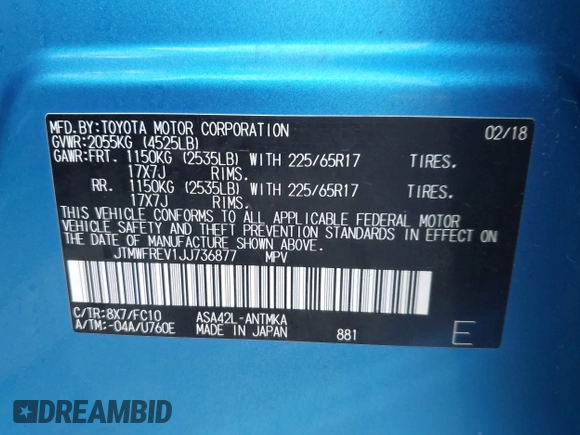 MFD.BY:TOYOTA MOTOR CORPORATION 02/18
GVWR:2055KG (4525LB)
GAWR:FRT. 1150KG (2535LB) WITH 225/65R17 TIRES.
17X7J RIMS.
RR. 1150KG (2535LB) WITH 225/65R17 TIRES.
17X7J RIMS.
THIS VEHICLE CONFORMS TO ALL APPLICABLE FEDERAL MOTOR
VEHICLE SAFETY AND THEFT PREVENTION STANDARDS IN EFFECT ON
THE DATE OF MANUFACTURE SHOWN ABOVE.
JTMWFREV1JJ736877 MPV
C/TR:8X7/FC10 ASA42L-ANTMKA
A/TM:-04A/U760E MADE IN JAPAN 881 E
DREAMBID